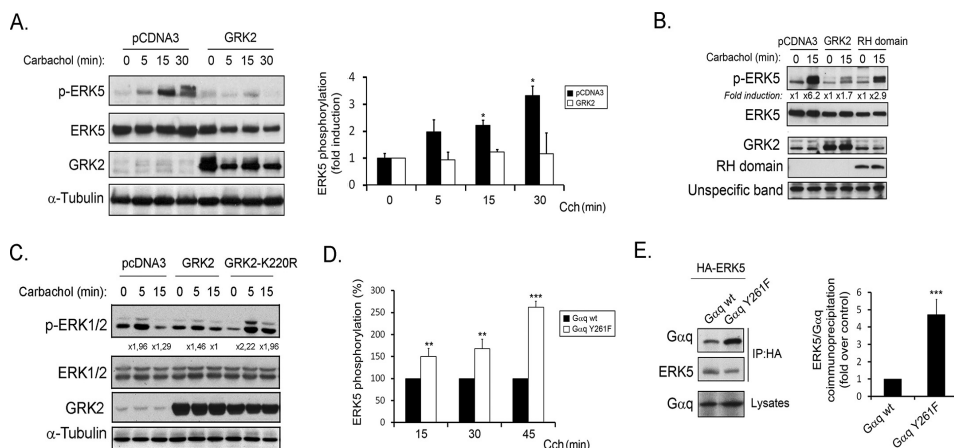 A.
pCDNA3 GRK2
Carbachol (min): 0 5 15 30 0 5 15 30
p-ERK5
ERK5
GRK2
α-Tubulin
ERK5 phosphorylation
(fold induction)
4
3
2
1
0
* *
pCDNA3
GRK2
0 5 15 30
Cch (min)
B.
pCDNA3 GRK2 RH domain
Carbachol (min): 0 15 0 15 0 15
p-ERK5
Fold induction: x1 x6.2 x1 x1.7 x1 x2.9
ERK5
GRK2
RH domain
Unspecific band
C.
pcDNA3 GRK2 GRK2-K220R
Carbachol (min): 0 5 15 0 5 15 0 5 15
p-ERK1/2
x1,96 x1,29 x1,46 x1 x2,22 x1,96
ERK1/2
GRK2
α-Tubulin
D.
ERK5 phosphorylation (%)
300
250
200
150
100
50
0
** ** ***
Gαq wt
Gαq Y261F
15 30 45
Cch (min)
E.
HA-ERK5
Gαq wt Gαq Y261F
Gαq
ERK5
IP:HA
Gαq Lysates
ERK5/Gαq
coimmunoprecipitation
(fold over control)
6
5
4
3
2
1
0
***
Gαq wt Gαq Y261F